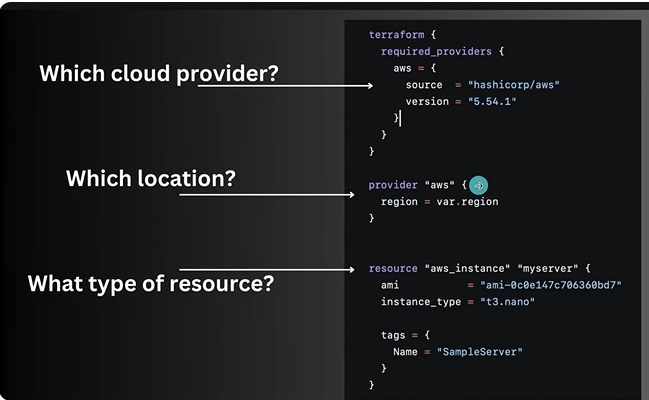 Which cloud provider?
Which location?
What type of resource?
terraform {
  required_providers {
    aws = {
      source  = "hashicorp/aws"
      version = "5.54.1"
    }
  }
}
provider "aws" {
  region = var.region
}
resource "aws_instance" "myserver" {
  ami           = "ami-0c0e147c706360bd7"
  instance_type = "t3.nano"
  tags = {
    Name = "SampleServer"
  }
}